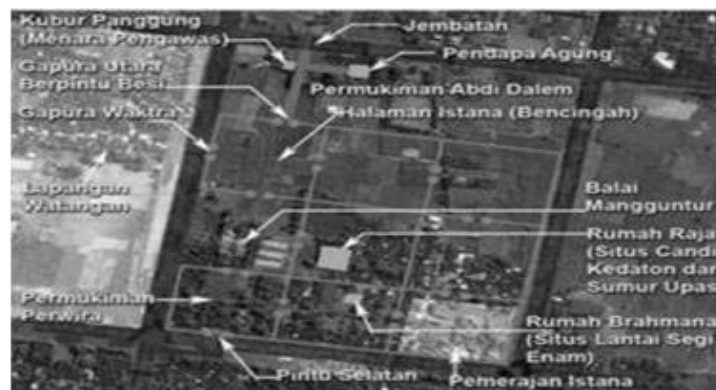 Kubur Panggung
(Menara Pengawas)
Jembatan
Pendapa Agung
Gapura Utara
Berpintu Besi
Permukiman Abdi Dalem
Gapura Waktra
Halaman Istana (Bencingah)
Lapangan
Watangan
Balai
Mangguntur
Rumah Raja
(Situs Candi
Kedaton dan
Sumur Upas
Permukiman
Perwira
Rumah Brahmana
(Situs Lantai Segi
Enam)
Pintu Selatan
Pemerajan Istana